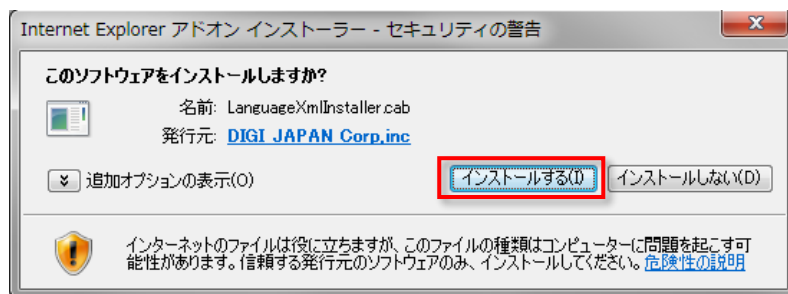 Internet Explorer アドオン インストーラー - セキュリティの警告
このソフトウェアをインストールしますか?
名前: LanguageXmlInstaller.cab
発行元: DIGI JAPAN Corp,inc
追加オプションの表示(O)
インストールする(I)
インストールしない(D)
インターネットのファイルは役に立ちますが、このファイルの種類はコンピューターに問題を起こす可
能性があります。信頼する発行元のソフトウェアのみ、インストールしてください。危険性の説明